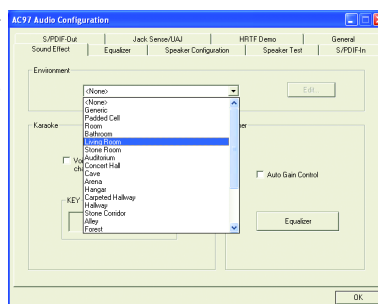 AC97 Audio Configuration
S/PDIF-Out Jack Sense/UAJ HRTF Demo General
Sound Effect Equalizer Speaker Configuration Speaker Test S/PDIF-In
Environment
<None> Edit..
<None>
Generic
Padded Cell
Room
Bathroom
Living Room
Stone Room
Auditorium
Concert Hall
Cave
Arena
Hangar
Carpeted Hallway
Hallway
Stone Corridor
Alley
Forest
Karaoke
Auto Gain Control
KEY
Equalizer
OK